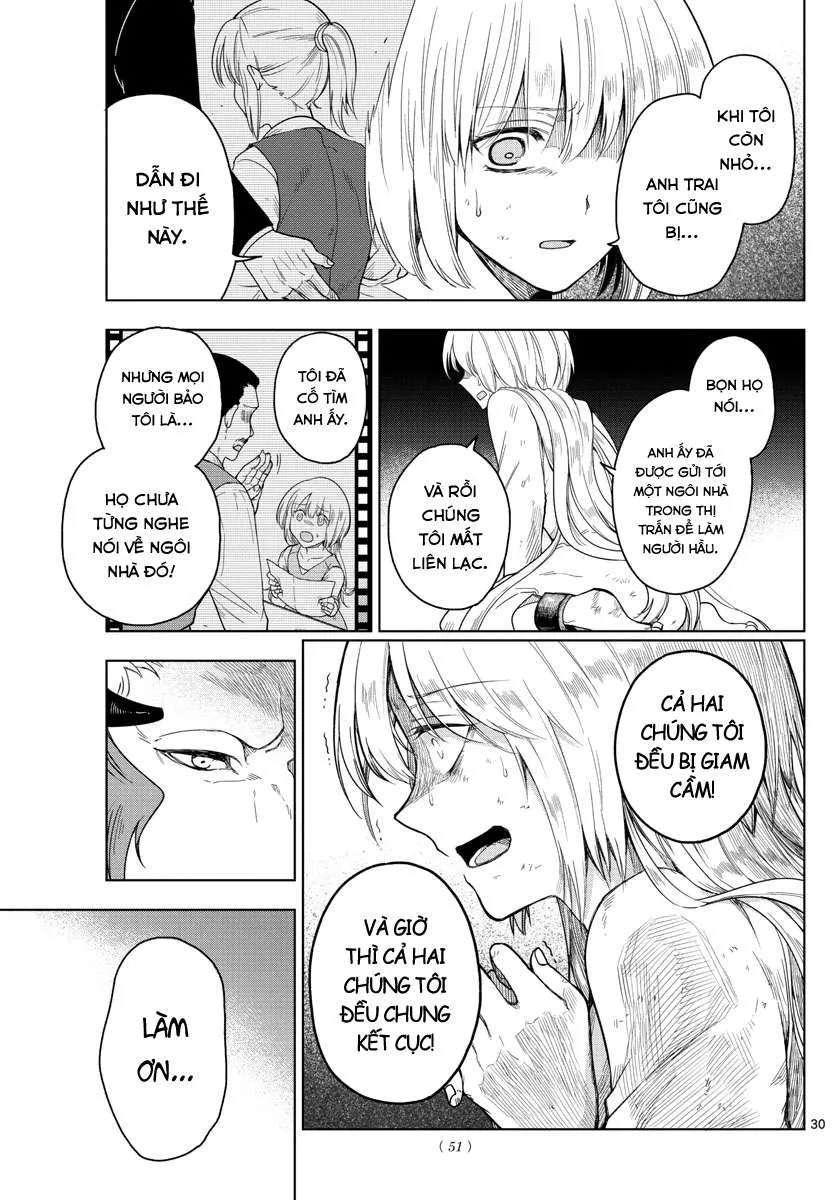 KHI TÔI
CÒN
NHỎ...
ANH TRAI
TÔI CŨNG
BỊ...
DẪN ĐI
NHƯ THẾ
NÀY.
BỌN HỌ
NÓI...
ANH ẤY ĐÃ
ĐƯỢC GỬI TỚI
MỘT NGÔI NHÀ
TRONG THỊ
TRẤN ĐỂ LÀM
NGƯỜI HẦU.
VÀ RỒI
CHÚNG
TÔI MẤT
LIÊN LẠC.
TÔI ĐÃ
CỐ TÌM
ANH ẤY.
NHƯNG MỌI
NGƯỜI BẢO
TÔI LÀ...
HỌ CHƯA
TỪNG NGHE
NÓI VỀ NGÔI
NHÀ ĐÓ!
CẢ HAI
CHÚNG TÔI
ĐỀU BỊ GIAM
CẦM!
VÀ GIỜ
THÌ CẢ HAI
CHÚNG TÔI
ĐỀU CHUNG
KẾT CỤC!
LÀM
ƠN...
30
( 51 )